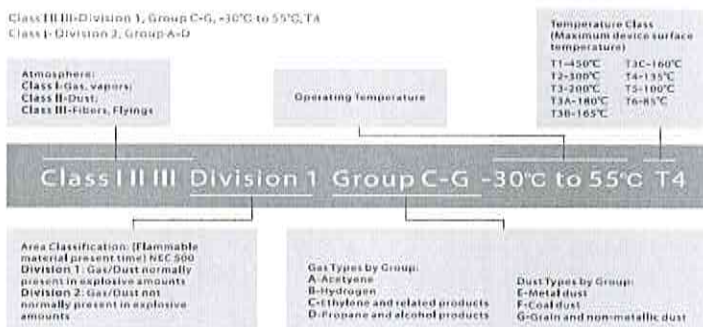 Class I II III-Division 1, Group C-G, -30°C to 55°C, T4
Class I- Division 2, Group A-D
Temperature Class
(Maximum device surface
temperature)
T1-450°C T3C-160°C
T2-300°C T4-135°C
T3-200°C T5-100°C
T3A-180°C T6-85°C
T3B-165°C
Atmosphere:
Class I-Gas, vapors;
Class II-Dust;
Class III-Fibers, Flyings
Operating Temperature
Class I II III Division 1 Group C-G -30°C to 55°C T4
Area Classification: (Flammable
material present time) NEC 500
Division 1: Gas/Dust normally
present in explosive amounts
Division 2: Gas/Dust not
normally present in explosive
amounts
Gas Types by Group:
A-Acetyene
B-Hydrogen
C-Ethylone and related products
D-Propane and alcohol products
Dust Types by Group:
E-Metal dust
F-Coal dust
G-Grain and non-metallic dust